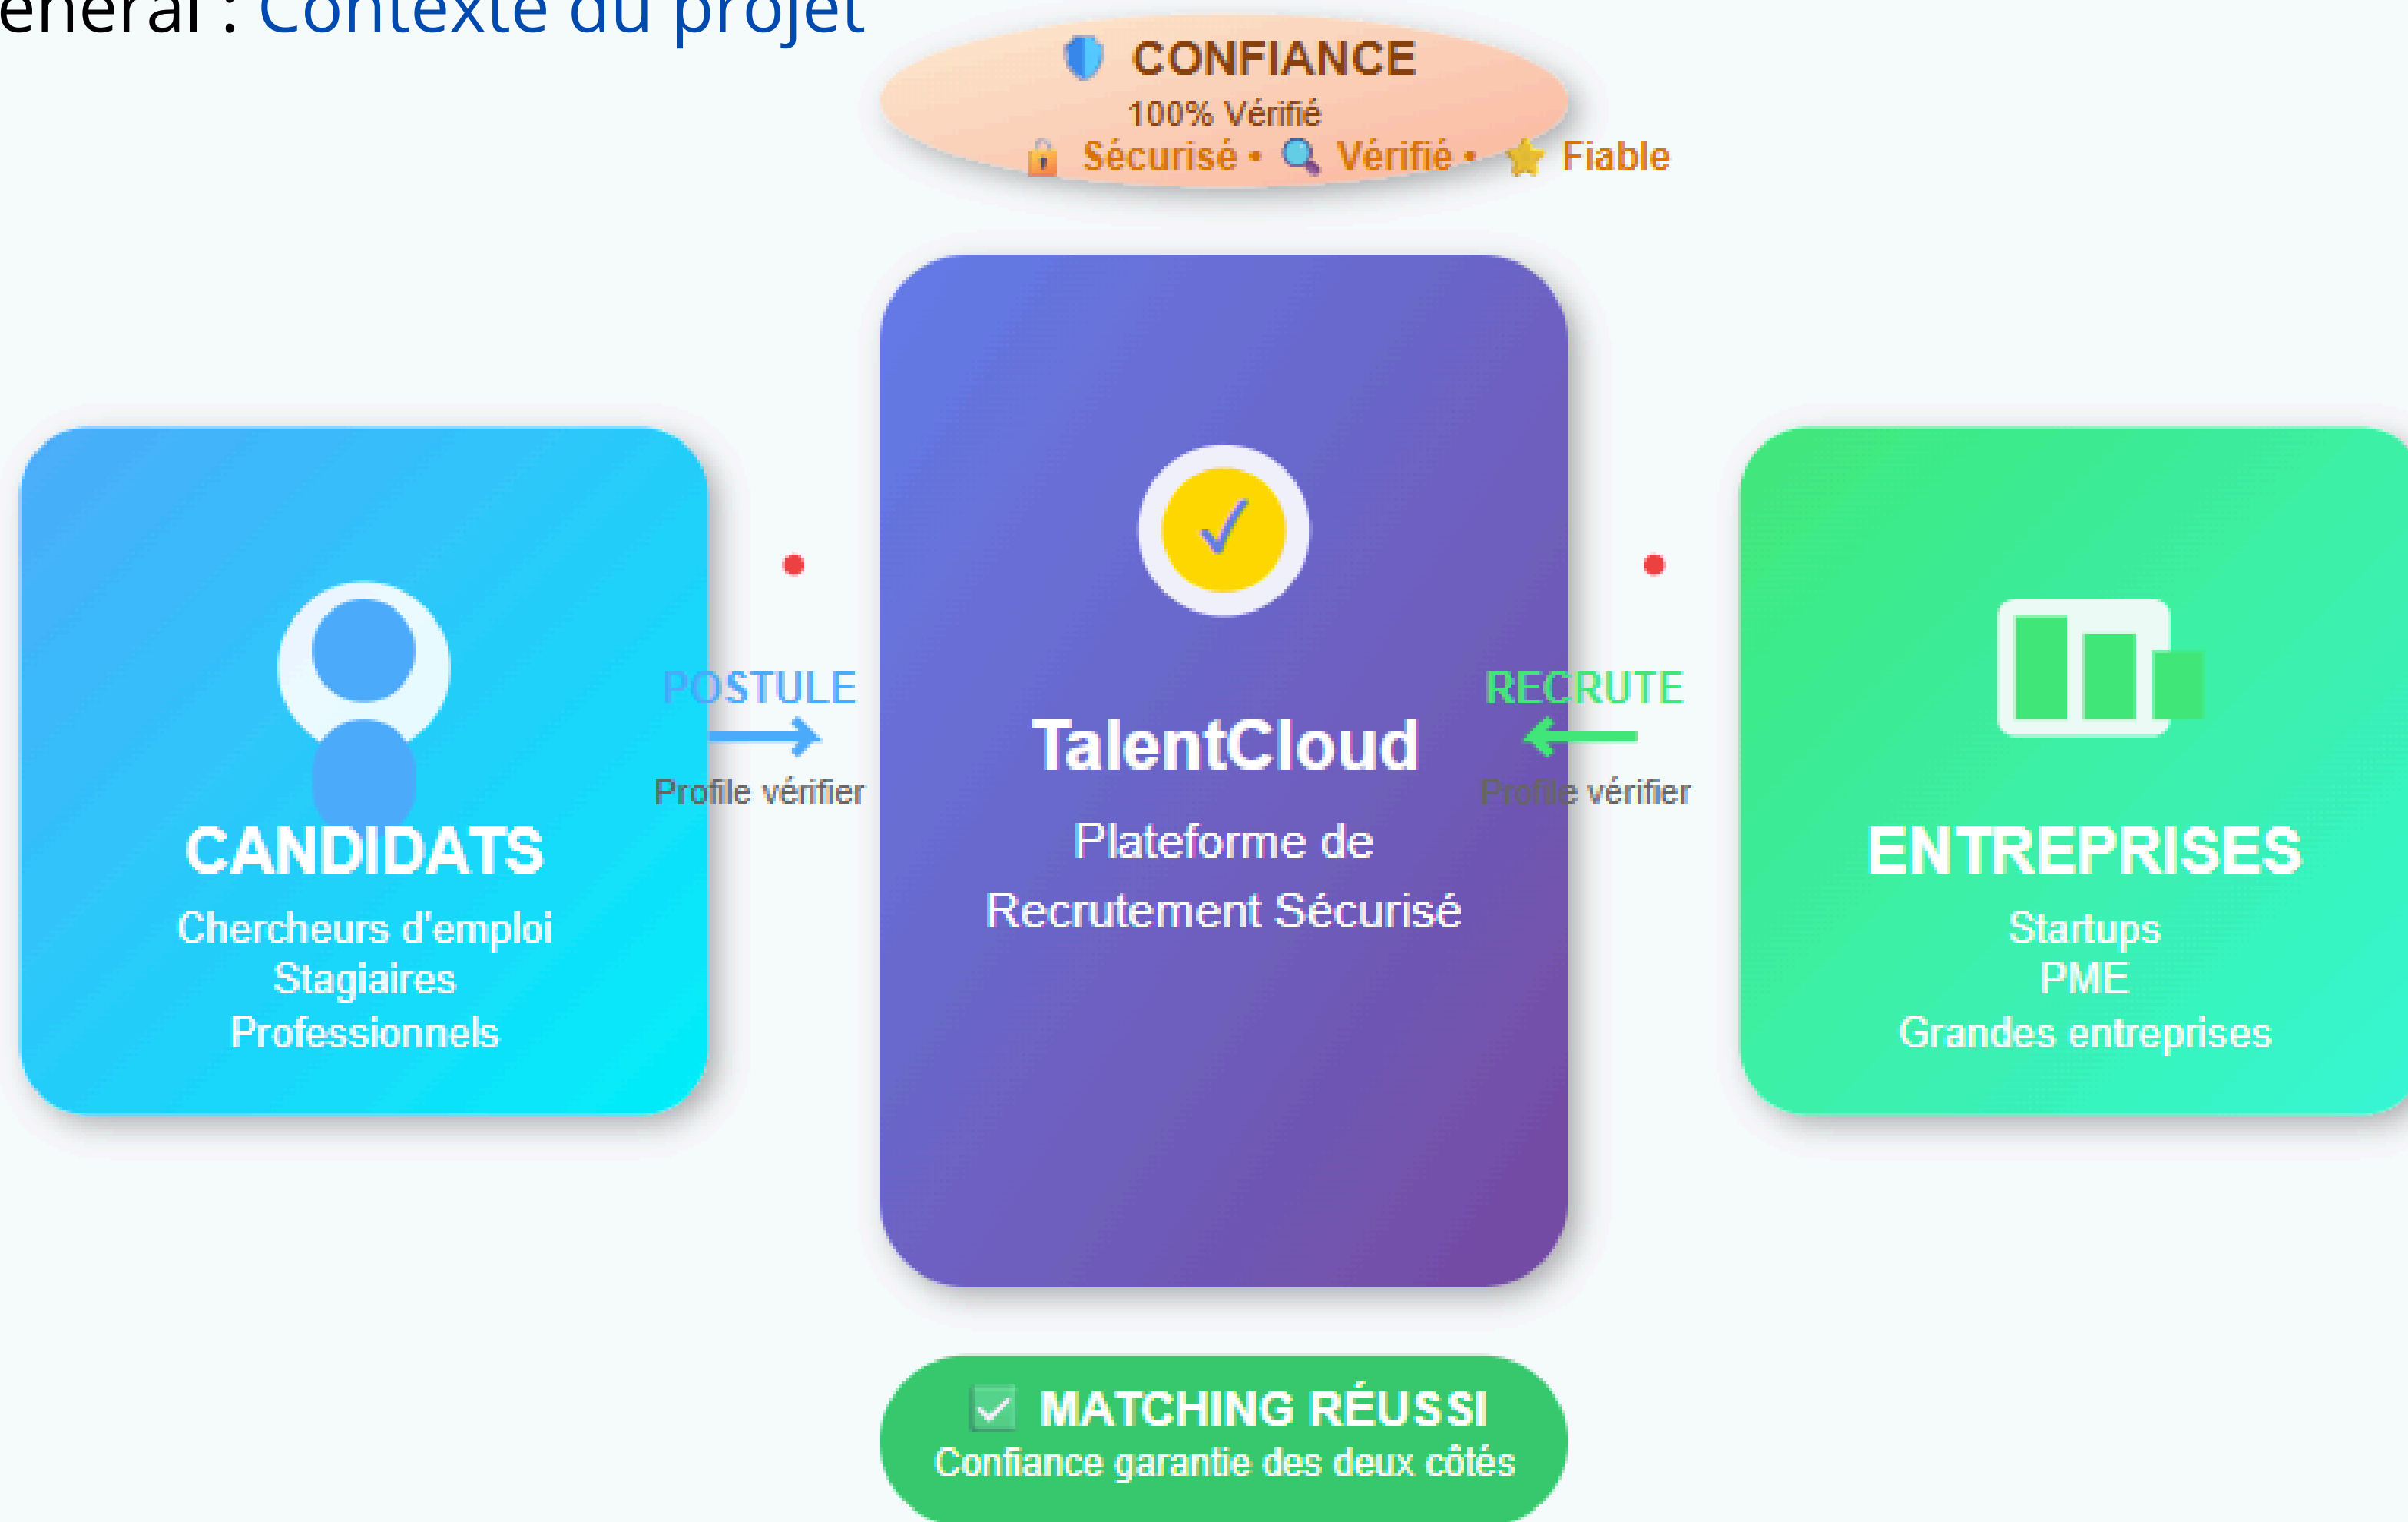 enéral : Contexte du projet
🛡️ CONFIANCE
100% Vérifié
🔒 Sécurisé • 🔍 Vérifié • ⭐ Fiable
POSTULE
Profile vérifier
CANDIDATS
Chercheurs d'emploi
Stagiaires
Professionnels
✓
TalentCloud
Plateforme de
Recrutement Sécurisé
RECRUTE
Profile vérifier
ENTREPRISES
Startups
PME
Grandes entreprises
✅ MATCHING RÉUSSI
Confiance garantie des deux côtés